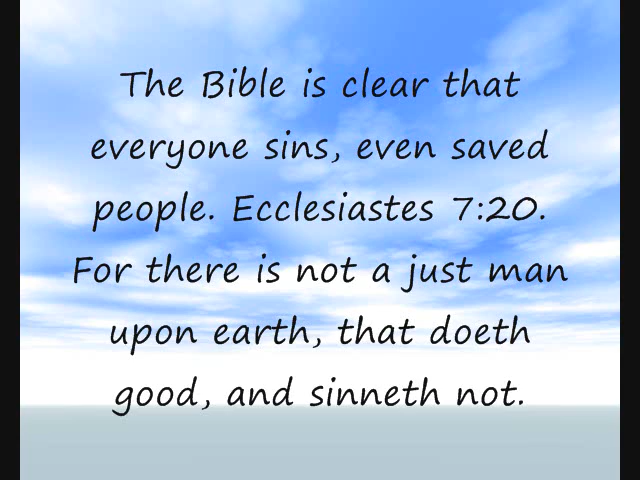 The Bible is clear that
everyone sins, even saved
people. Ecclesiastes 7:20.
For there is not a just man
upon earth, that doeth
good, and sinneth not.